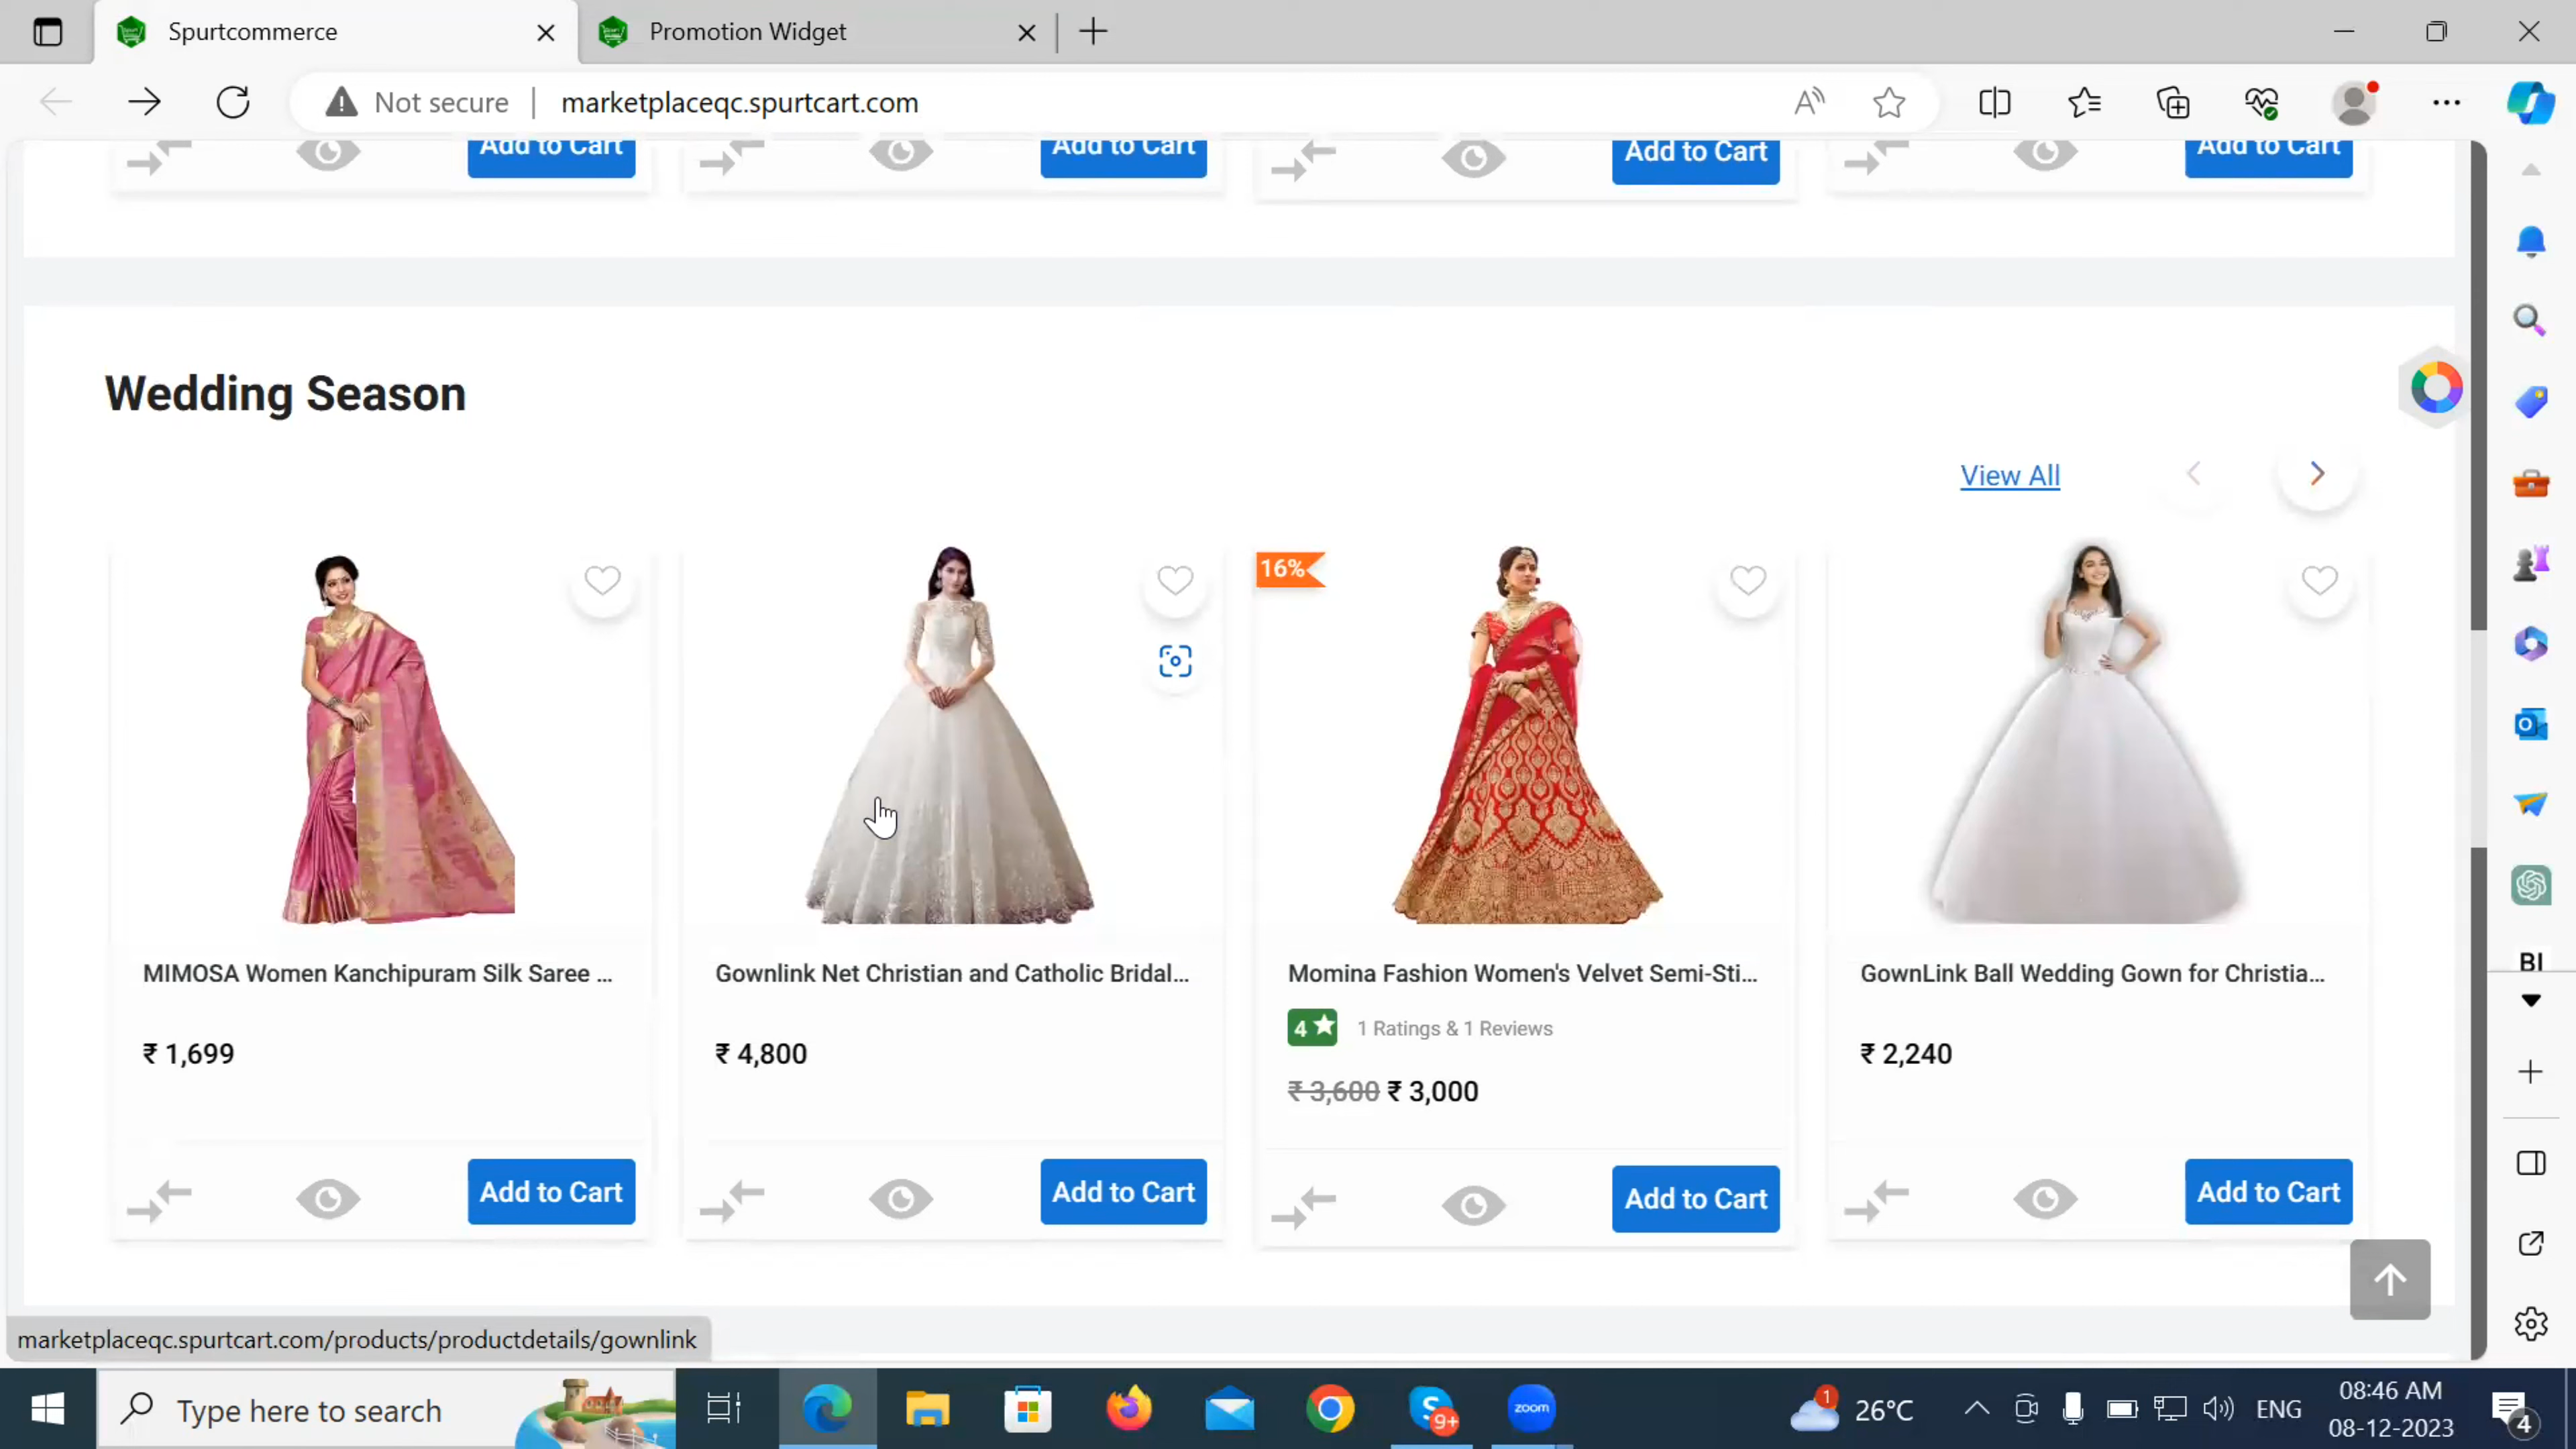 Spurtcommerce
Promotion Widget
Not secure
marketplaceqc.spurtcart.com
Add to Cart
Add to Cart
Add to Cart
Add to Cart
Wedding Season
View All
16%
MIMOSA Women Kanchipuram Silk Saree ...
Gownlink Net Christian and Catholic Bridal...
Momina Fashion Women's Velvet Semi-Sti...
GownLink Ball Wedding Gown for Christia...
4 ★ 1 Ratings & 1 Reviews
₹ 1,699
₹ 4,800
₹ 3,600 ₹ 3,000
₹ 2,240
Add to Cart
Add to Cart
Add to Cart
Add to Cart
BI
marketplaceqc.spurtcart.com/products/productdetails/gownlink
Type here to search
9+
zoom
1
26°C
ENG
08:46 AM
08-12-2023
4